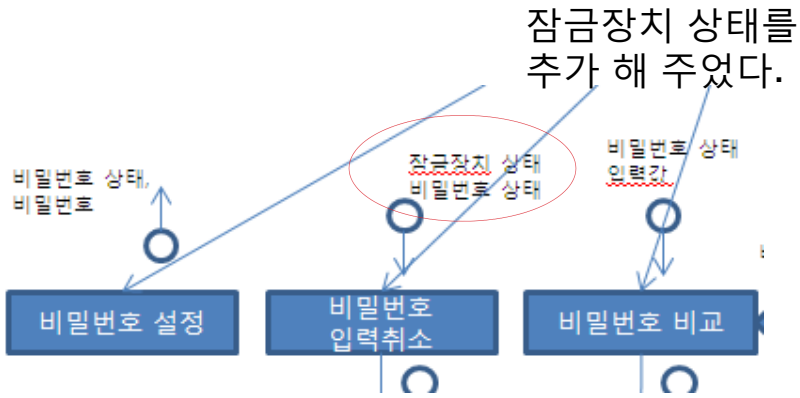 잠금장치 상태를
추가 해 주었다.
비밀번호 상태,
비밀번호
잠금장치 상태
비밀번호 상태
비밀번호 상태
입력값
비밀번호 설정
비밀번호
입력취소
비밀번호 비교